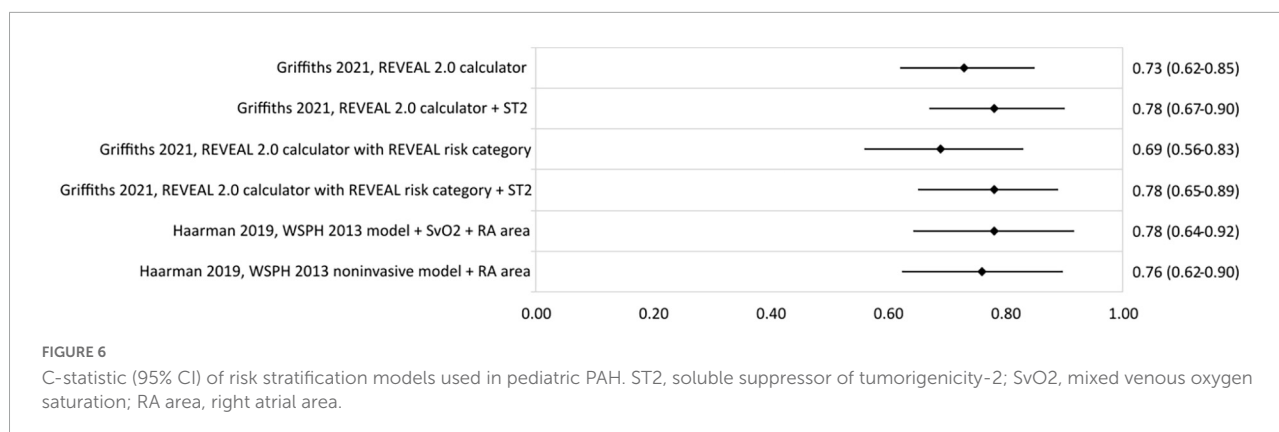 Griffiths 2021, REVEAL 2.0 calculator 0.73 (0.62-0.85)
Griffiths 2021, REVEAL 2.0 calculator + ST2 0.78 (0.67-0.90)
Griffiths 2021, REVEAL 2.0 calculator with REVEAL risk category 0.69 (0.56-0.83)
Griffiths 2021, REVEAL 2.0 calculator with REVEAL risk category + ST2 0.78 (0.65-0.89)
Haarman 2019, WSPH 2013 model + SvO2 + RA area 0.78 (0.64-0.92)
Haarman 2019, WSPH 2013 noninvasive model + RA area 0.76 (0.62-0.90)
0.00 0.20 0.40 0.60 0.80 1.00
FIGURE 6
C-statistic (95% CI) of risk stratification models used in pediatric PAH. ST2, soluble suppressor of tumorigenicity-2; SvO2, mixed venous oxygen
saturation; RA area, right atrial area.